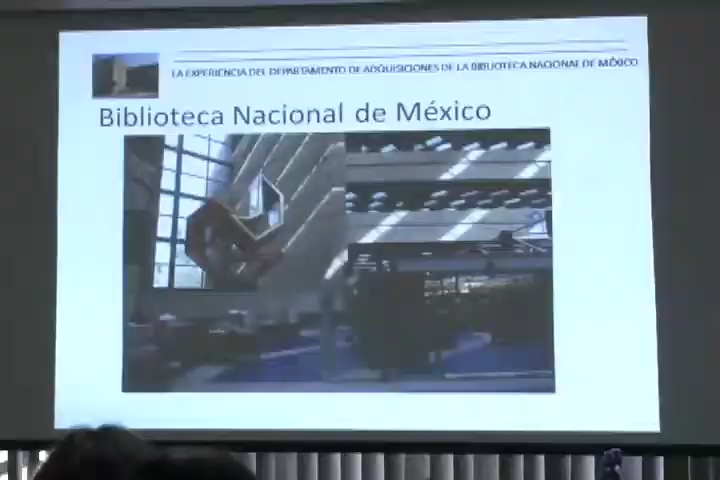 LA EXPERIENCIA DEL DEPARTAMENTO DE ADQUISICIONES DE LA BIBLIOTECA NACIONAL DE MÉXICO
Biblioteca Nacional de México